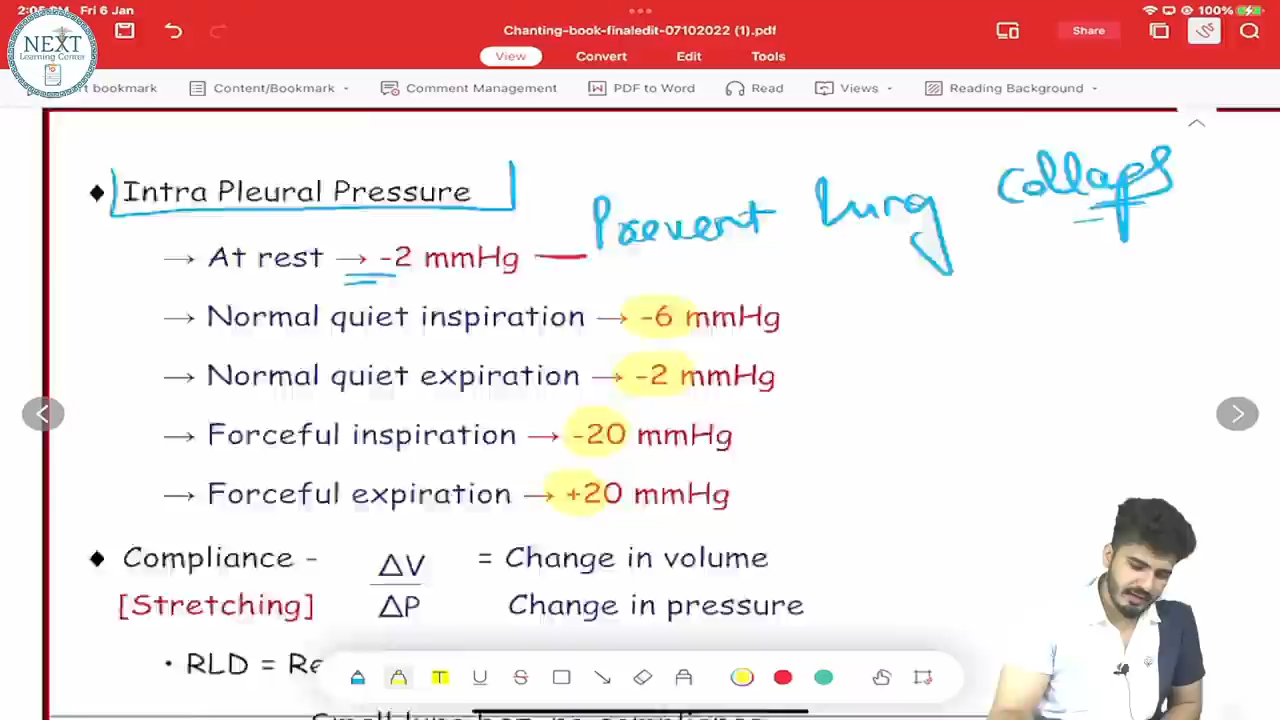 2:05 PM Fri 6 Jan
100%
NEXT
Learning Center
Chanting-book-finaledit-07102022 (1).pdf
Share
View
Convert
Edit
Tools
bookmark
Content/Bookmark
Comment Management
PDF to Word
Read
Views
Reading Background
◆ Intra Pleural Pressure
Prevent lung collaps
→ At rest → -2 mmHg
→ Normal quiet inspiration → -6 mmHg
→ Normal quiet expiration → -2 mmHg
→ Forceful inspiration → -20 mmHg
→ Forceful expiration → +20 mmHg
◆ Compliance - ΔV = Change in volume
[Stretching] ΔP Change in pressure
• RLD =
T
U
S